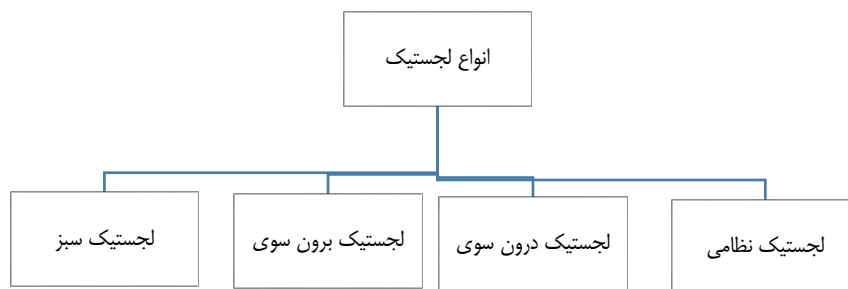 انواع لجستیک
لجستیک نظامی
لجستیک درون سوی
لجستیک برون سوی
لجستیک سبز